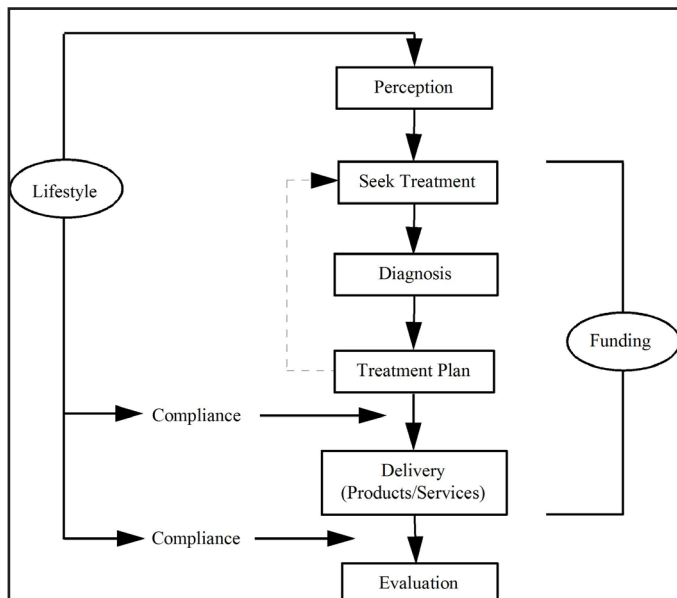 Perception
Lifestyle
Seek Treatment
Diagnosis
Funding
Treatment Plan
Compliance
Delivery
(Products/Services)
Compliance
Evaluation